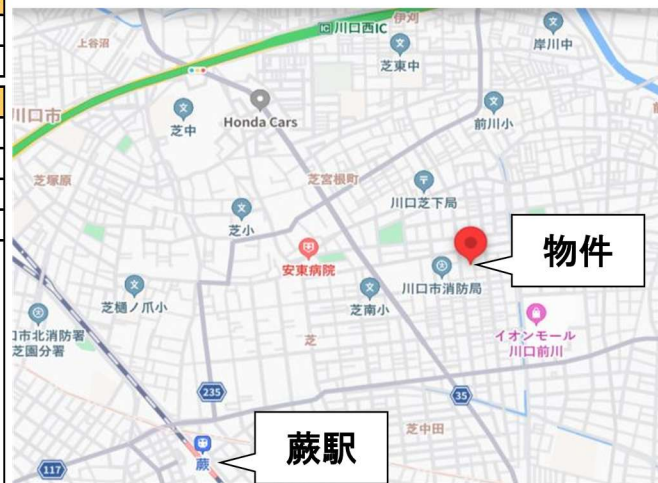 伊刈
IC 川口西IC
上谷沼
岸川中
芝東中
川口市
芝中
Honda Cars
前川小
芝塚原
芝宮根町
川口芝下局
芝小
物件
安東病院
川口市消防局
芝樋ノ爪小
芝南小
口市北消防署
芝園分署
イオンモール
川口前川
芝
235
35
芝中田
蕨駅
蕨
117